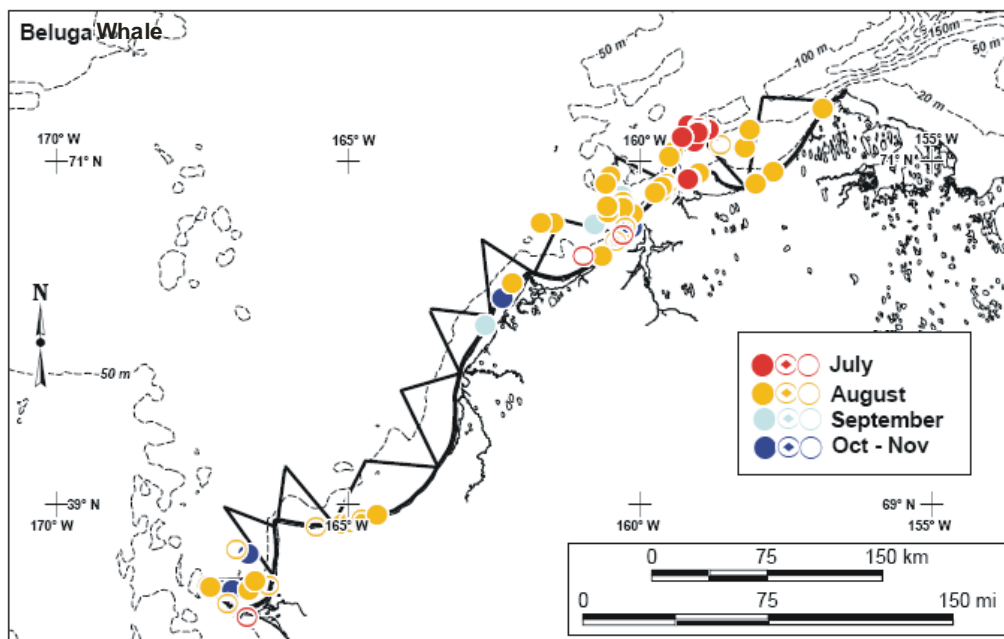 Beluga Whale
50 m
100 m
150m
50 m
20 m
170° W
165° W
160° W
155° W
71° N
71° N
N
50 m
July
August
September
Oct - Nov
39° N
69° N
170° W
165° W
160° W
155° W
0 75 150 km
0 75 150 mi